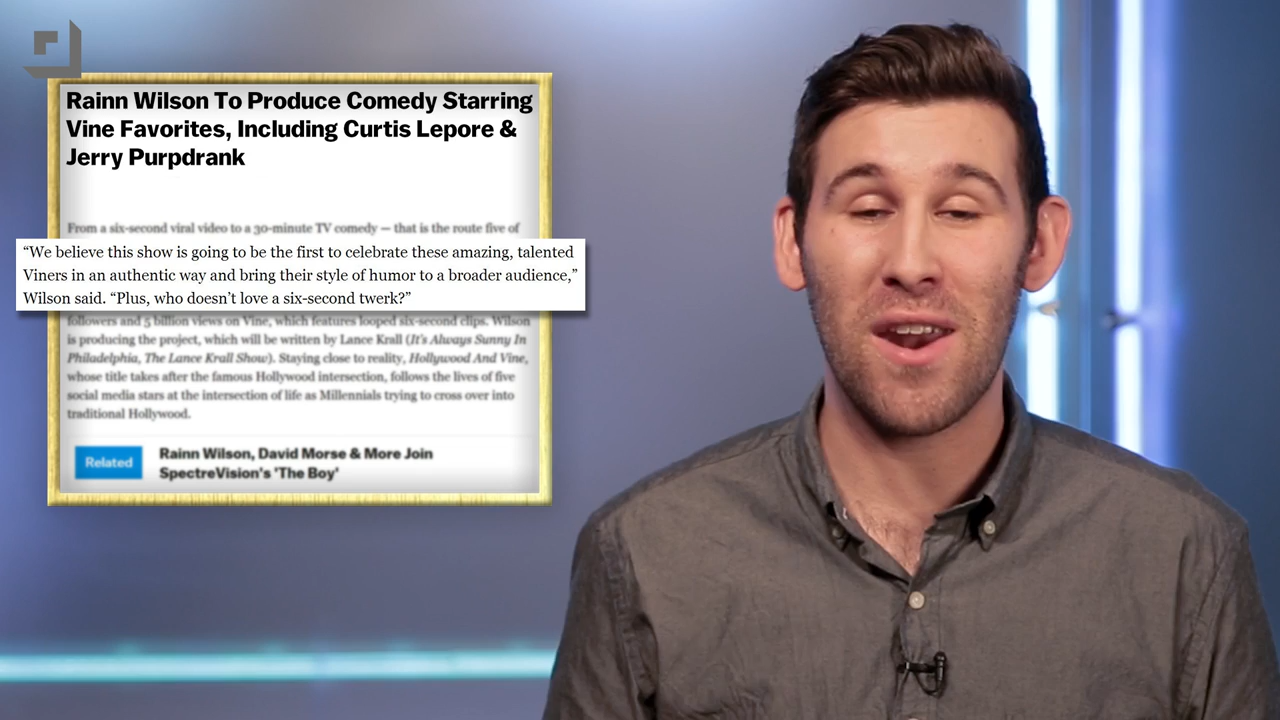 Rainn Wilson To Produce Comedy Starring
Vine Favorites, Including Curtis Lepore &
Jerry Purpdrank
From a six-second viral video to a 30-minute TV comedy — that is the route five of
“We believe this show is going to be the first to celebrate these amazing, talented
Viners in an authentic way and bring their style of humor to a broader audience,”
Wilson said. “Plus, who doesn’t love a six-second twerk?”
followers and 5 billion views on Vine, which features looped six-second clips. Wilson
is producing the project, which will be written by Lance Krall (It’s Always Sunny In
Philadelphia, The Lance Krall Show). Staying close to reality, Hollywood And Vine,
whose title takes after the famous Hollywood intersection, follows the lives of five
social media stars at the intersection of life as Millennials trying to cross over into
traditional Hollywood.
Related
Rainn Wilson, David Morse & More Join
SpectreVision's 'The Boy'